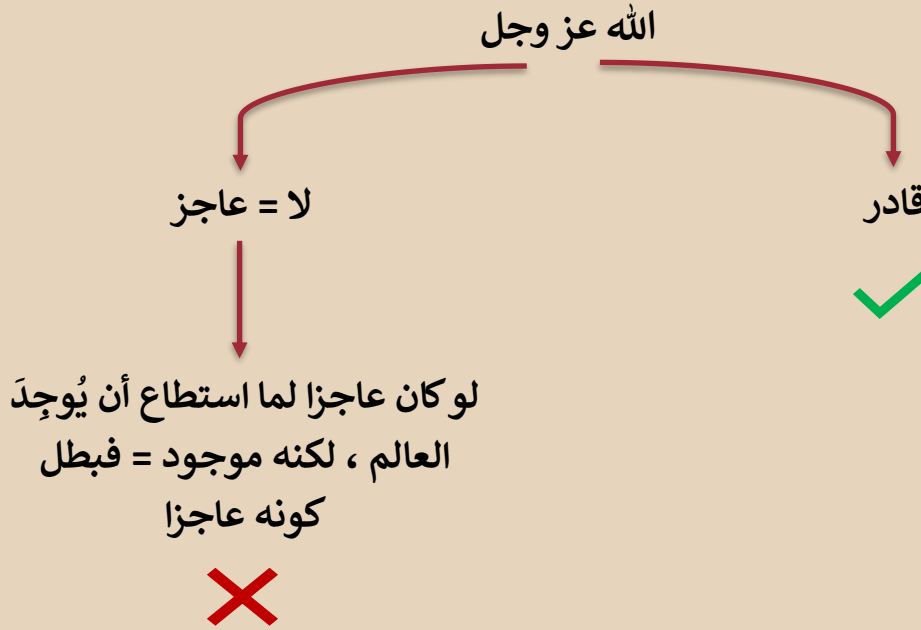 الله عز وجل
قادر
لا = عاجز
لو كان عاجزا لما استطاع أن يُوجِدَ
العالم ، لكنه موجود = فبطل
كونه عاجزا